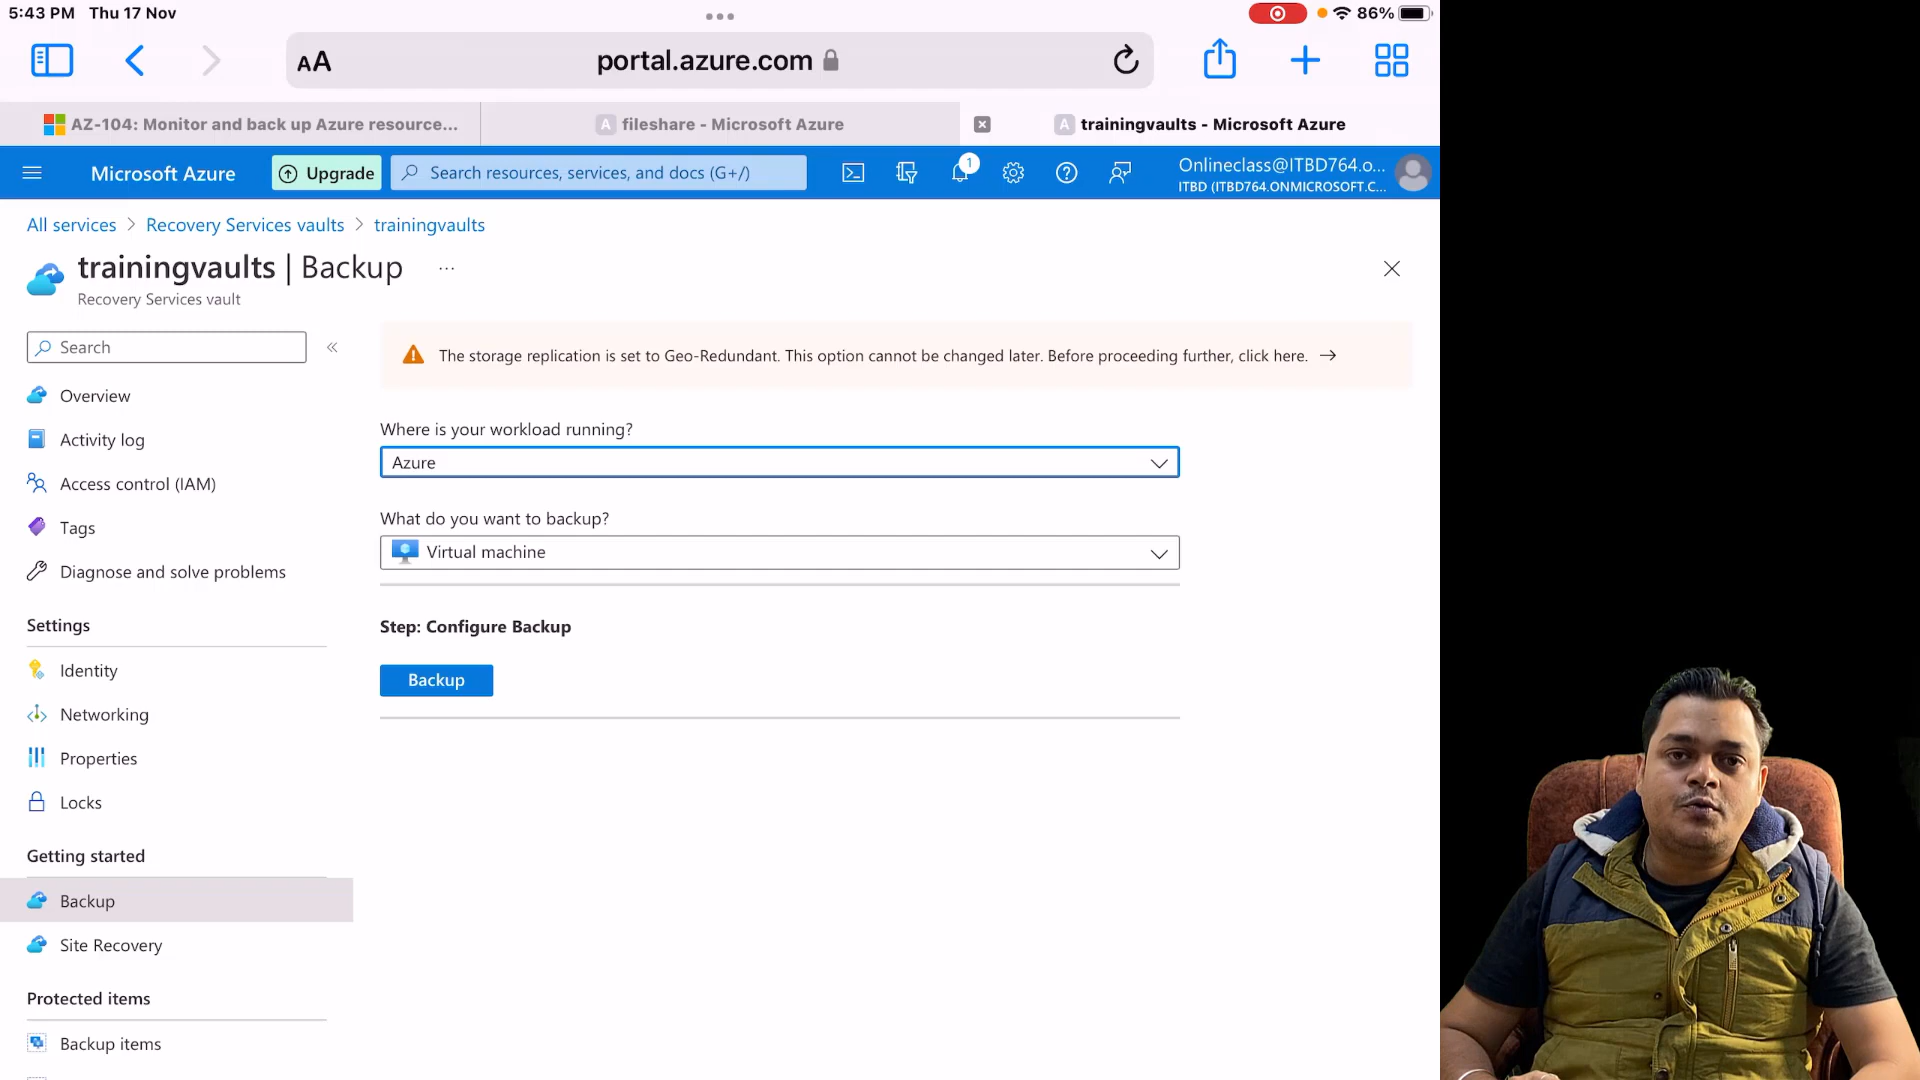 5:43 PM Thu 17 Nov
86%
AA
portal.azure.com
AZ-104: Monitor and back up Azure resource...
A fileshare - Microsoft Azure
A trainingvaults - Microsoft Azure
Microsoft Azure
Upgrade
Search resources, services, and docs (G+/)
1
Onlineclass@ITBD764.o...
ITBD (ITBD764.ONMICROSOFT.C...
All services > Recovery Services vaults > trainingvaults
trainingvaults | Backup ...
Recovery Services vault
Search
«
The storage replication is set to Geo-Redundant. This option cannot be changed later. Before proceeding further, click here. →
Overview
Activity log
Access control (IAM)
Tags
Diagnose and solve problems
Settings
Identity
Networking
Properties
Locks
Getting started
Backup
Site Recovery
Protected items
Backup items
Where is your workload running?
Azure
What do you want to backup?
Virtual machine
Step: Configure Backup
Backup